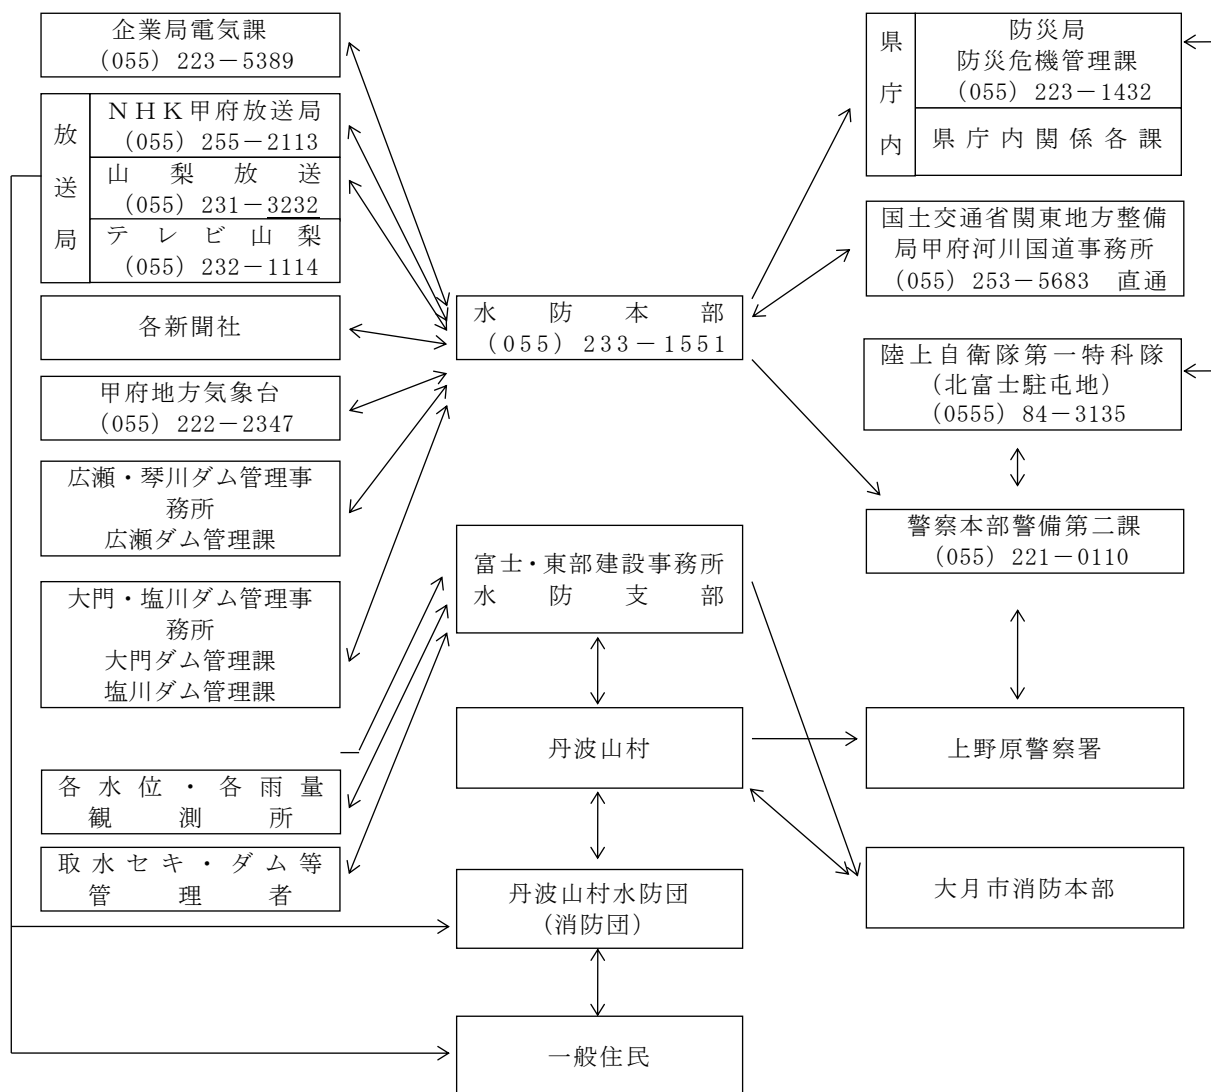 企業局電気課
(055) 223－5389
放送局
ＮＨＫ甲府放送局
(055) 255－2113
山梨放送
(055) 231－3232
テレビ山梨
(055) 232－1114
各新聞社
甲府地方気象台
(055) 222－2347
広瀬・琴川ダム管理事
務所
広瀬ダム管理課
大門・塩川ダム管理事
務所
大門ダム管理課
塩川ダム管理課
各水位・各雨量
観測所
取水セキ・ダム等
管理者
水防本部
(055) 233－1551
富士・東部建設事務所
水防支部
丹波山村
丹波山村水防団
(消防団)
一般住民
県庁内
防災局
防災危機管理課
(055) 223－1432
県庁内関係各課
国土交通省関東地方整備
局甲府河川国道事務所
(055) 253－5683　直通
陸上自衛隊第一特科隊
(北富士駐屯地)
(0555) 84－3135
警察本部警備第二課
(055) 221－0110
上野原警察署
大月市消防本部